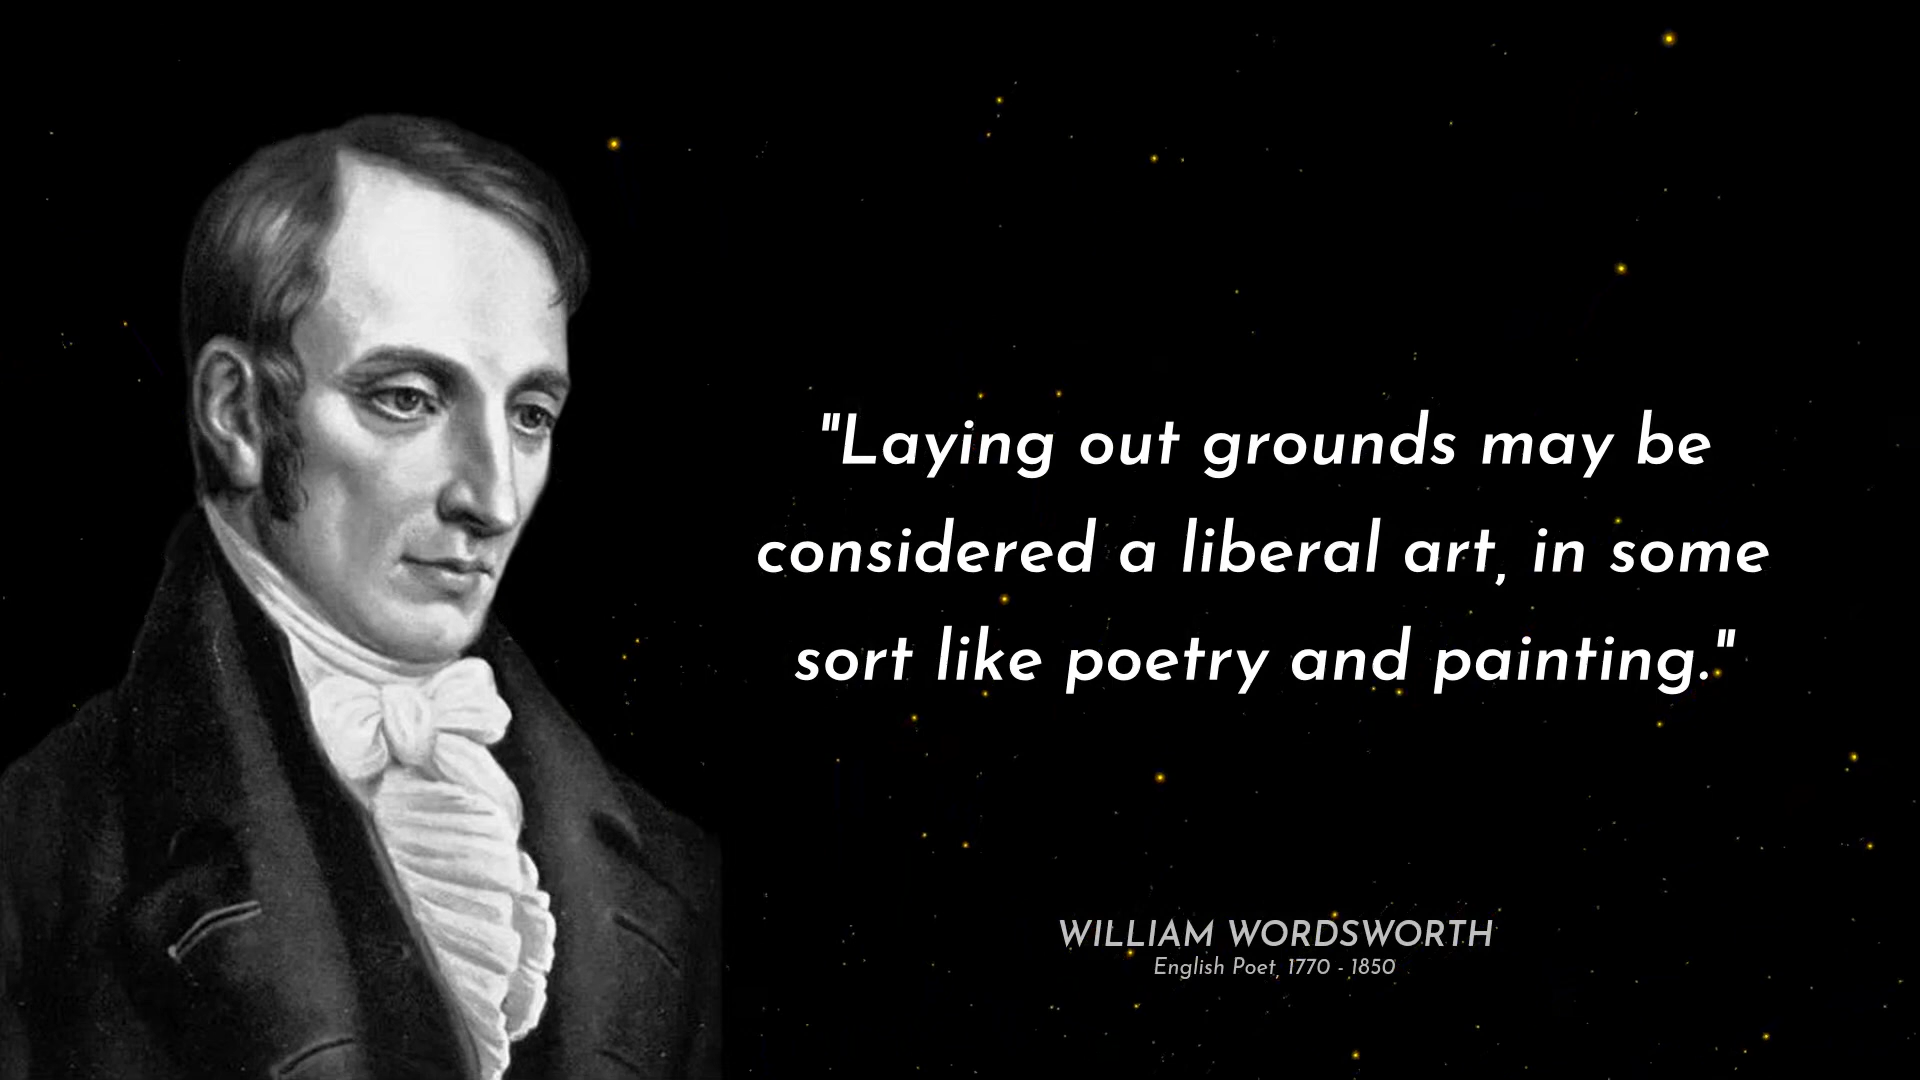 "Laying out grounds may be
considered a liberal art, in some
sort like poetry and painting."
WILLIAM WORDSWORTH
English Poet, 1770 - 1850